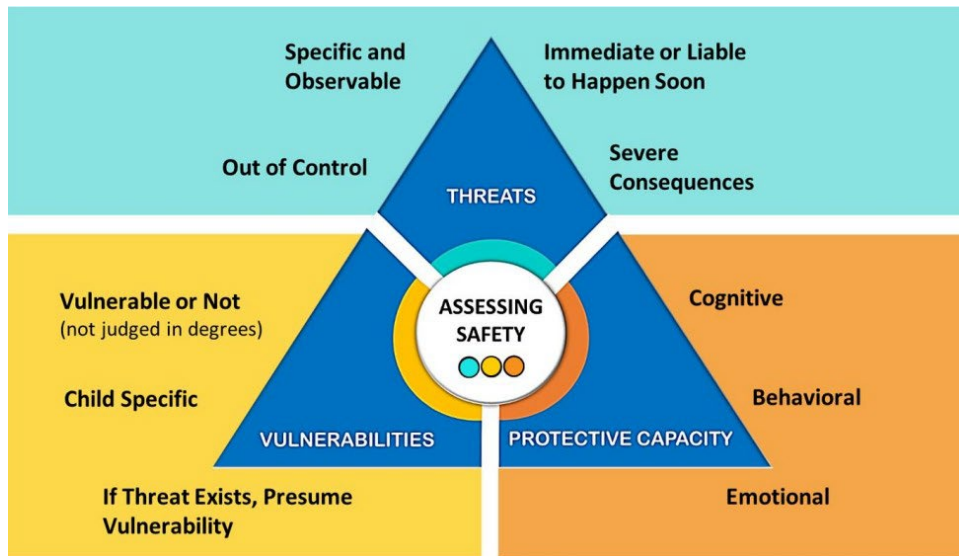 Specific and
Observable
Immediate or Liable
to Happen Soon
Out of Control
Severe
Consequences
THREATS
Vulnerable or Not
(not judged in degrees)
Child Specific
VULNERABILITIES
If Threat Exists, Presume
Vulnerability
ASSESSING
SAFETY
Cognitive
Behavioral
PROTECTIVE CAPACITY
Emotional